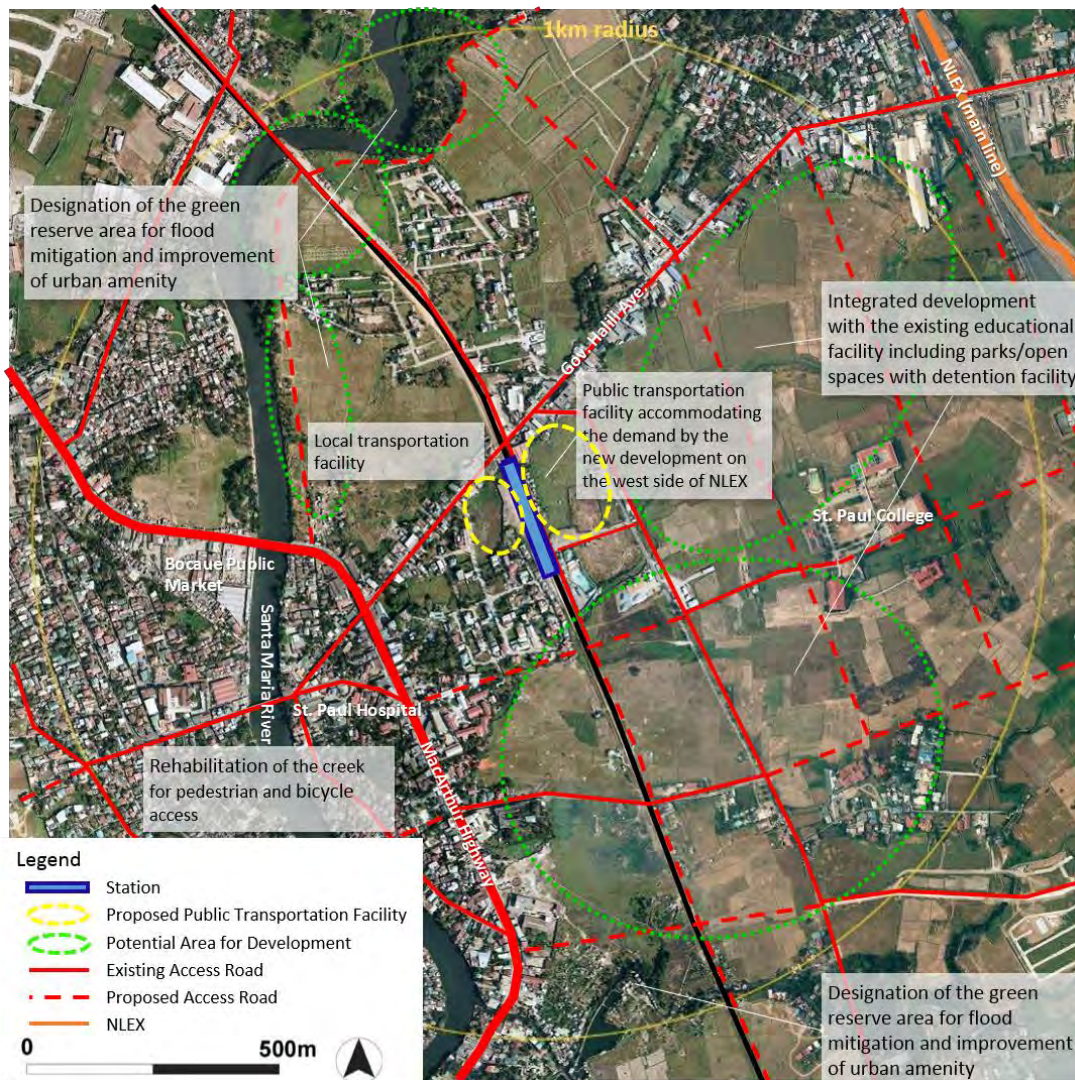 1km radius
NLEX (main line)
Designation of the green
reserve area for flood
mitigation and improvement
of urban amenity
Integrated development
with the existing educational
facility including parks/open
spaces with detention facility
Gov. Halili Ave.
Public transportation
facility accommodating
the demand by the
new development on
the west side of NLEX
Local transportation
facility
St. Paul College
Bocaue Public
Market
Santa Maria River
St. Paul Hospital
MacArthur Highway
Rehabilitation of the creek
for pedestrian and bicycle
access
Legend
Station
Proposed Public Transportation Facility
Potential Area for Development
Existing Access Road
Proposed Access Road
NLEX
0 500m
Designation of the green
reserve area for flood
mitigation and improvement
of urban amenity